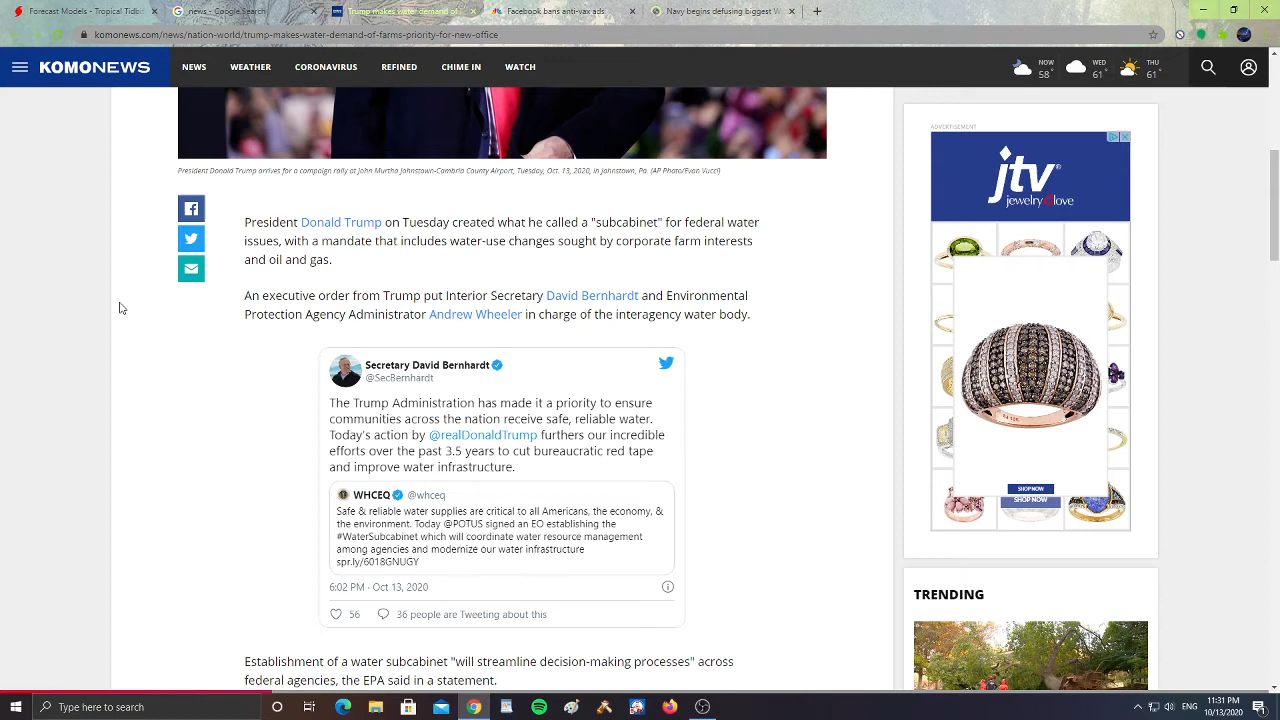 Forecast Models - Tropical Tidbi
news - Google Search
Trump makes water demand of
Facebook bans anti-vax ads
Navy begins defusing biggest W
komonews.com/news/nation-world/trump-makes-water-demand-of-farms-priority-for-new-office
KOMONEWS
NEWS
WEATHER
CORONAVIRUS
REFINED
CHIME IN
WATCH
NOW
58°
WED
61°
THU
61°
President Donald Trump arrives for a campaign rally at John Murtha Johnstown-Cambria County Airport, Tuesday, Oct. 13, 2020, in Johnstown, Pa. (AP Photo/Evan Vucci)
President Donald Trump on Tuesday created what he called a "subcabinet" for federal water
issues, with a mandate that includes water-use changes sought by corporate farm interests
and oil and gas.
An executive order from Trump put Interior Secretary David Bernhardt and Environmental
Protection Agency Administrator Andrew Wheeler in charge of the interagency water body.
Secretary David Bernhardt
@SecBernhardt
The Trump Administration has made it a priority to ensure
communities across the nation receive safe, reliable water.
Today's action by @realDonaldTrump furthers our incredible
efforts over the past 3.5 years to cut bureaucratic red tape
and improve water infrastructure.
WHCEQ @whceq
Safe & reliable water supplies are critical to all Americans, the economy, &
the environment. Today @POTUS signed an EO establishing the
#WaterSubcabinet which will coordinate water resource management
among agencies and modernize our water infrastructure
spr.ly/6018GNUGY
6:02 PM · Oct 13, 2020
56
36 people are Tweeting about this
Establishment of a water subcabinet "will streamline decision-making processes" across
federal agencies, the EPA said in a statement.
ADVERTISEMENT
jtv
jewelry love
SHOP NOW
SHOP NOW
TRENDING
Type here to search
11:31 PM
10/13/2020